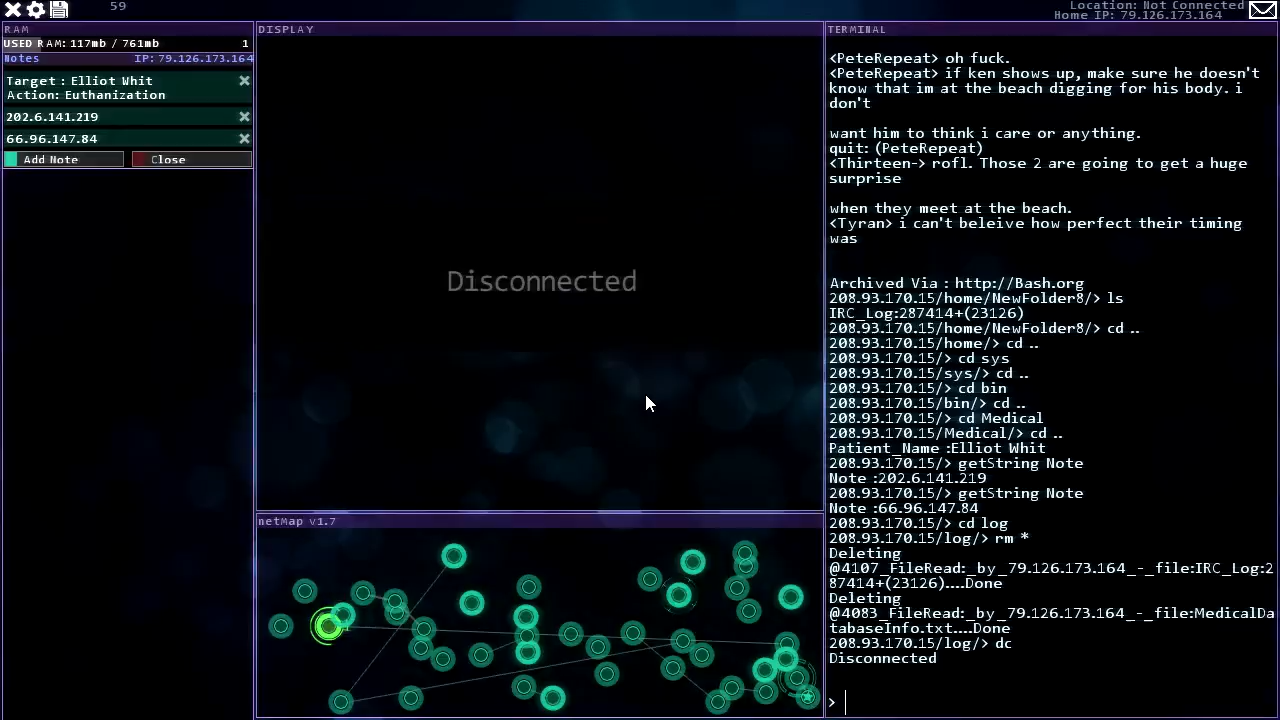 59
Location: Not Connected
Home IP: 79.126.173.164
RAM
USED RAM: 117mb / 761mb 1
Notes IP: 79.126.173.164
Target : Elliot Whit
Action: Euthanization
202.6.141.219
66.96.147.84
Add Note Close
DISPLAY
Disconnected
netMap v1.7
TERMINAL
<PeteRepeat> oh fuck.
<PeteRepeat> if ken shows up, make sure he doesn't
know that im at the beach digging for his body. i
don't
want him to think i care or anything.
quit: (PeteRepeat)
<Thirteen-> rofl. Those 2 are going to get a huge
surprise
when they meet at the beach.
<Tyran> i can't beleive how perfect their timing
was
Archived Via : http://Bash.org
208.93.170.15/home/NewFolder8/> ls
IRC_Log:287414+(23126)
208.93.170.15/home/NewFolder8/> cd ..
208.93.170.15/home/> cd ..
208.93.170.15/> cd sys
208.93.170.15/sys/> cd ..
208.93.170.15/> cd bin
208.93.170.15/bin/> cd ..
208.93.170.15/> cd Medical
208.93.170.15/Medical/> cd ..
Patient_Name :Elliot Whit
208.93.170.15/> getString Note
Note :202.6.141.219
208.93.170.15/> getString Note
Note :66.96.147.84
208.93.170.15/> cd log
208.93.170.15/log/> rm *
Deleting
@4107_FileRead:_by_79.126.173.164_-_file:IRC_Log:2
87414+(23126)....Done
Deleting
@4083_FileRead:_by_79.126.173.164_-_file:MedicalDa
tabaseInfo.txt....Done
208.93.170.15/log/> dc
Disconnected
>